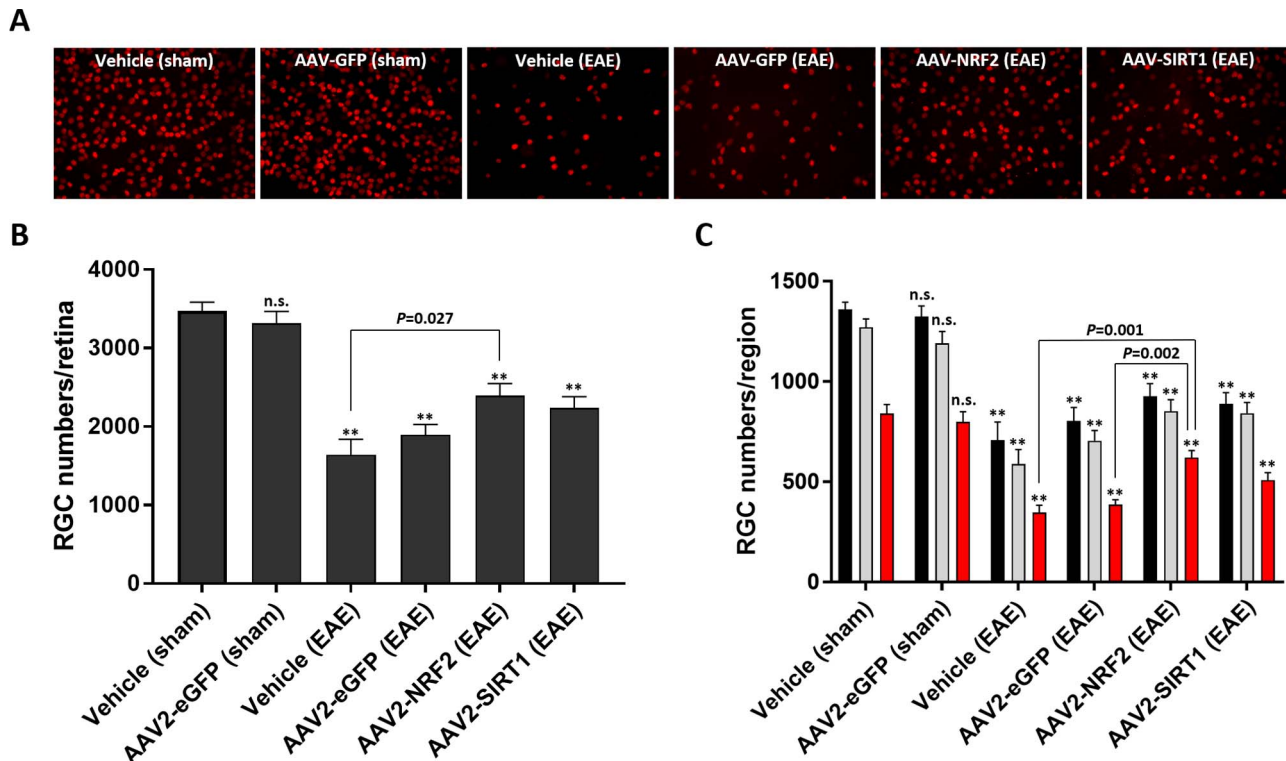 A
Vehicle (sham)
AAV-GFP (sham)
Vehicle (EAE)
AAV-GFP (EAE)
AAV-NRF2 (EAE)
AAV-SIRT1 (EAE)
B
RGC numbers/retina
4000
3000
2000
1000
0
n.s.
P=0.027
**
**
**
**
Vehicle (sham)
AAV2-eGFP (sham)
Vehicle (EAE)
AAV2-eGFP (EAE)
AAV2-NRF2 (EAE)
AAV2-SIRT1 (EAE)
C
RGC numbers/region
1500
1000
500
0
n.s.
n.s.
n.s.
P=0.001
P=0.002
**
**
**
**
**
**
**
**
**
**
**
**
Vehicle (sham)
AAV2-eGFP (sham)
Vehicle (EAE)
AAV2-eGFP (EAE)
AAV2-NRF2 (EAE)
AAV2-SIRT1 (EAE)